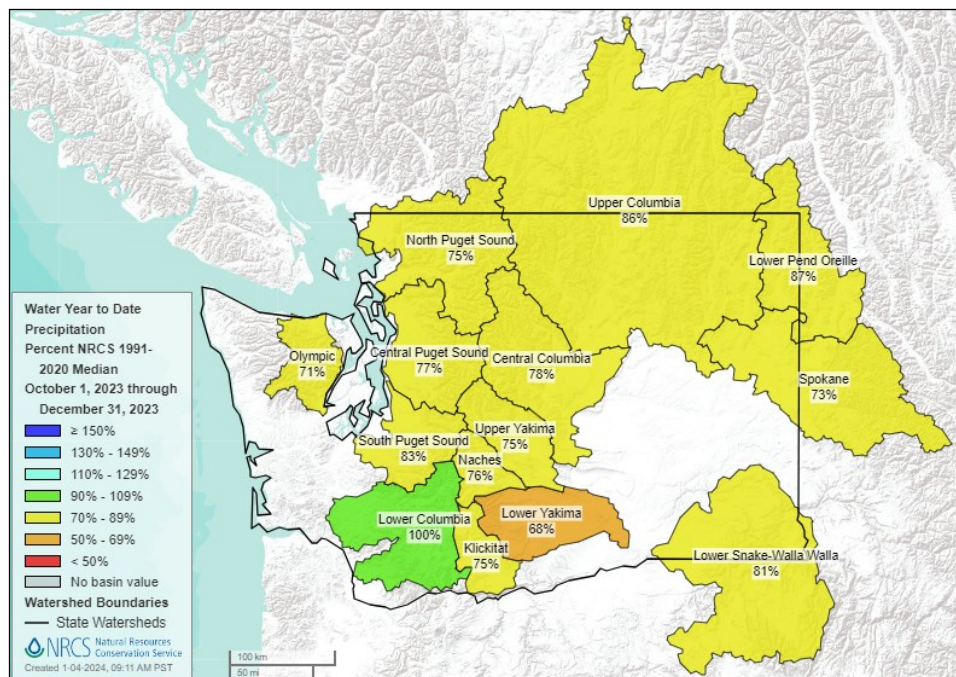 Upper Columbia
86%
North Puget Sound
75%
Lower Pend Oreille
87%
Olympic
71%
Central Puget Sound
77%
Central Columbia
78%
Spokane
73%
South Puget Sound
83%
Upper Yakima
75%
Naches
76%
Lower Columbia
100%
Lower Yakima
68%
Klickitat
75%
Lower Snake-Walla Walla
81%
Water Year to Date
Precipitation
Percent NRCS 1991-
2020 Median
October 1, 2023 through
December 31, 2023
≥ 150%
130% - 149%
110% - 129%
90% - 109%
70% - 89%
50% - 69%
< 50%
No basin value
Watershed Boundaries
State Watersheds
NRCS Natural Resources
Conservation Service
Created 1-04-2024, 09:11 AM PST
100 km
50 mi